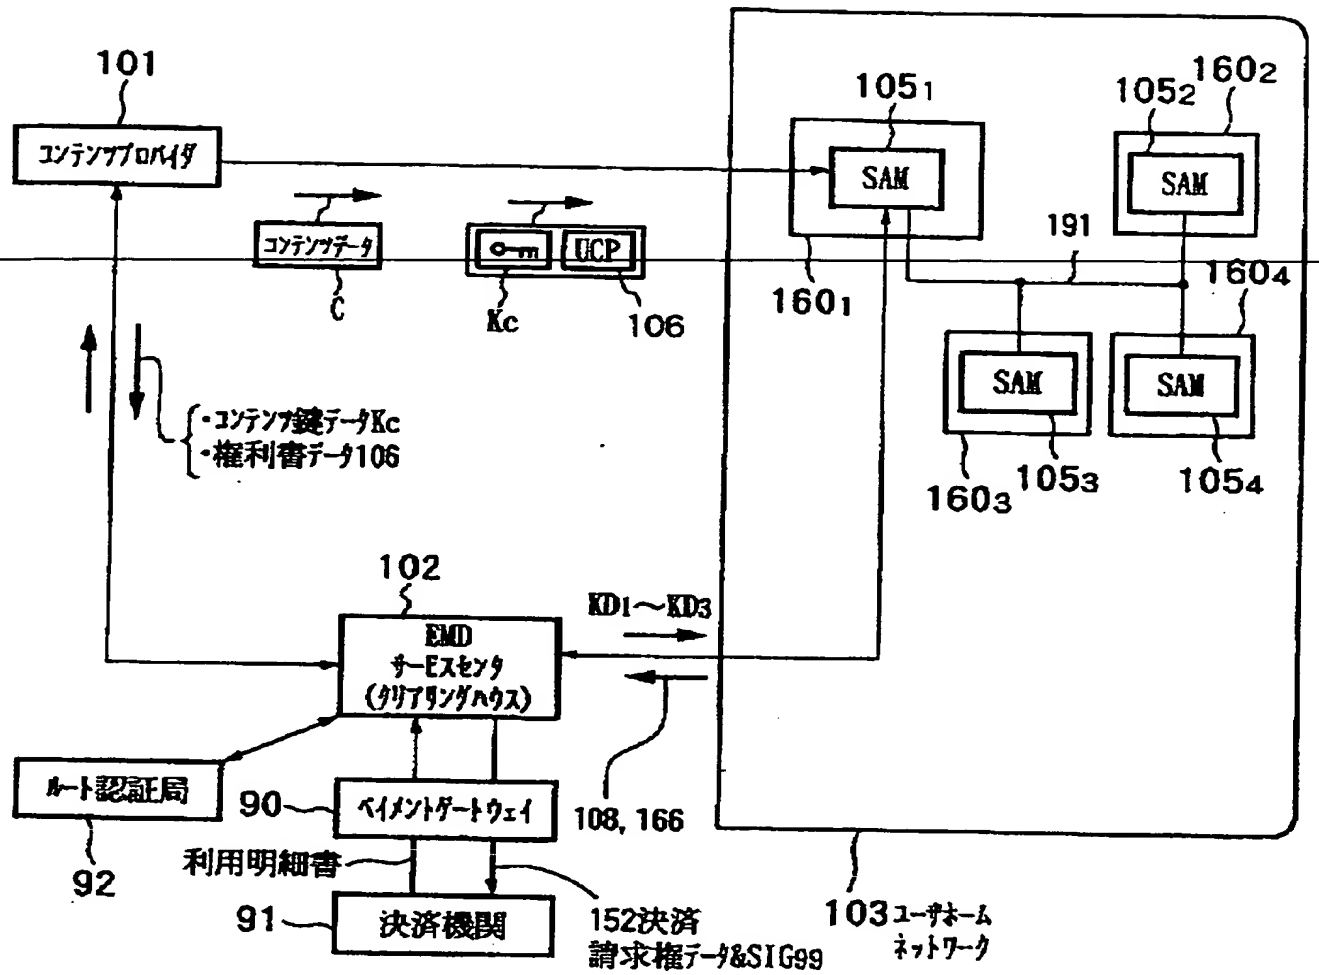 101
コンテンツプロバイダ
コンテンツデータ
C
Kc
UCP
106
・コンテンツ鍵データKc
・権利書データ106
105₁
SAM
160₁
105₂
160₂
SAM
191
160₄
SAM
SAM
160₃
105₃
105₄
102
EMD
サービスセンタ
(クリアリングハウス)
KD₁～KD₃
108, 166
ルート認証局
92
90
ペイメントゲートウェイ
利用明細書
91
決済機関
152決済
請求権データ&SIG99
103 ユーザホーム
ネットワーク